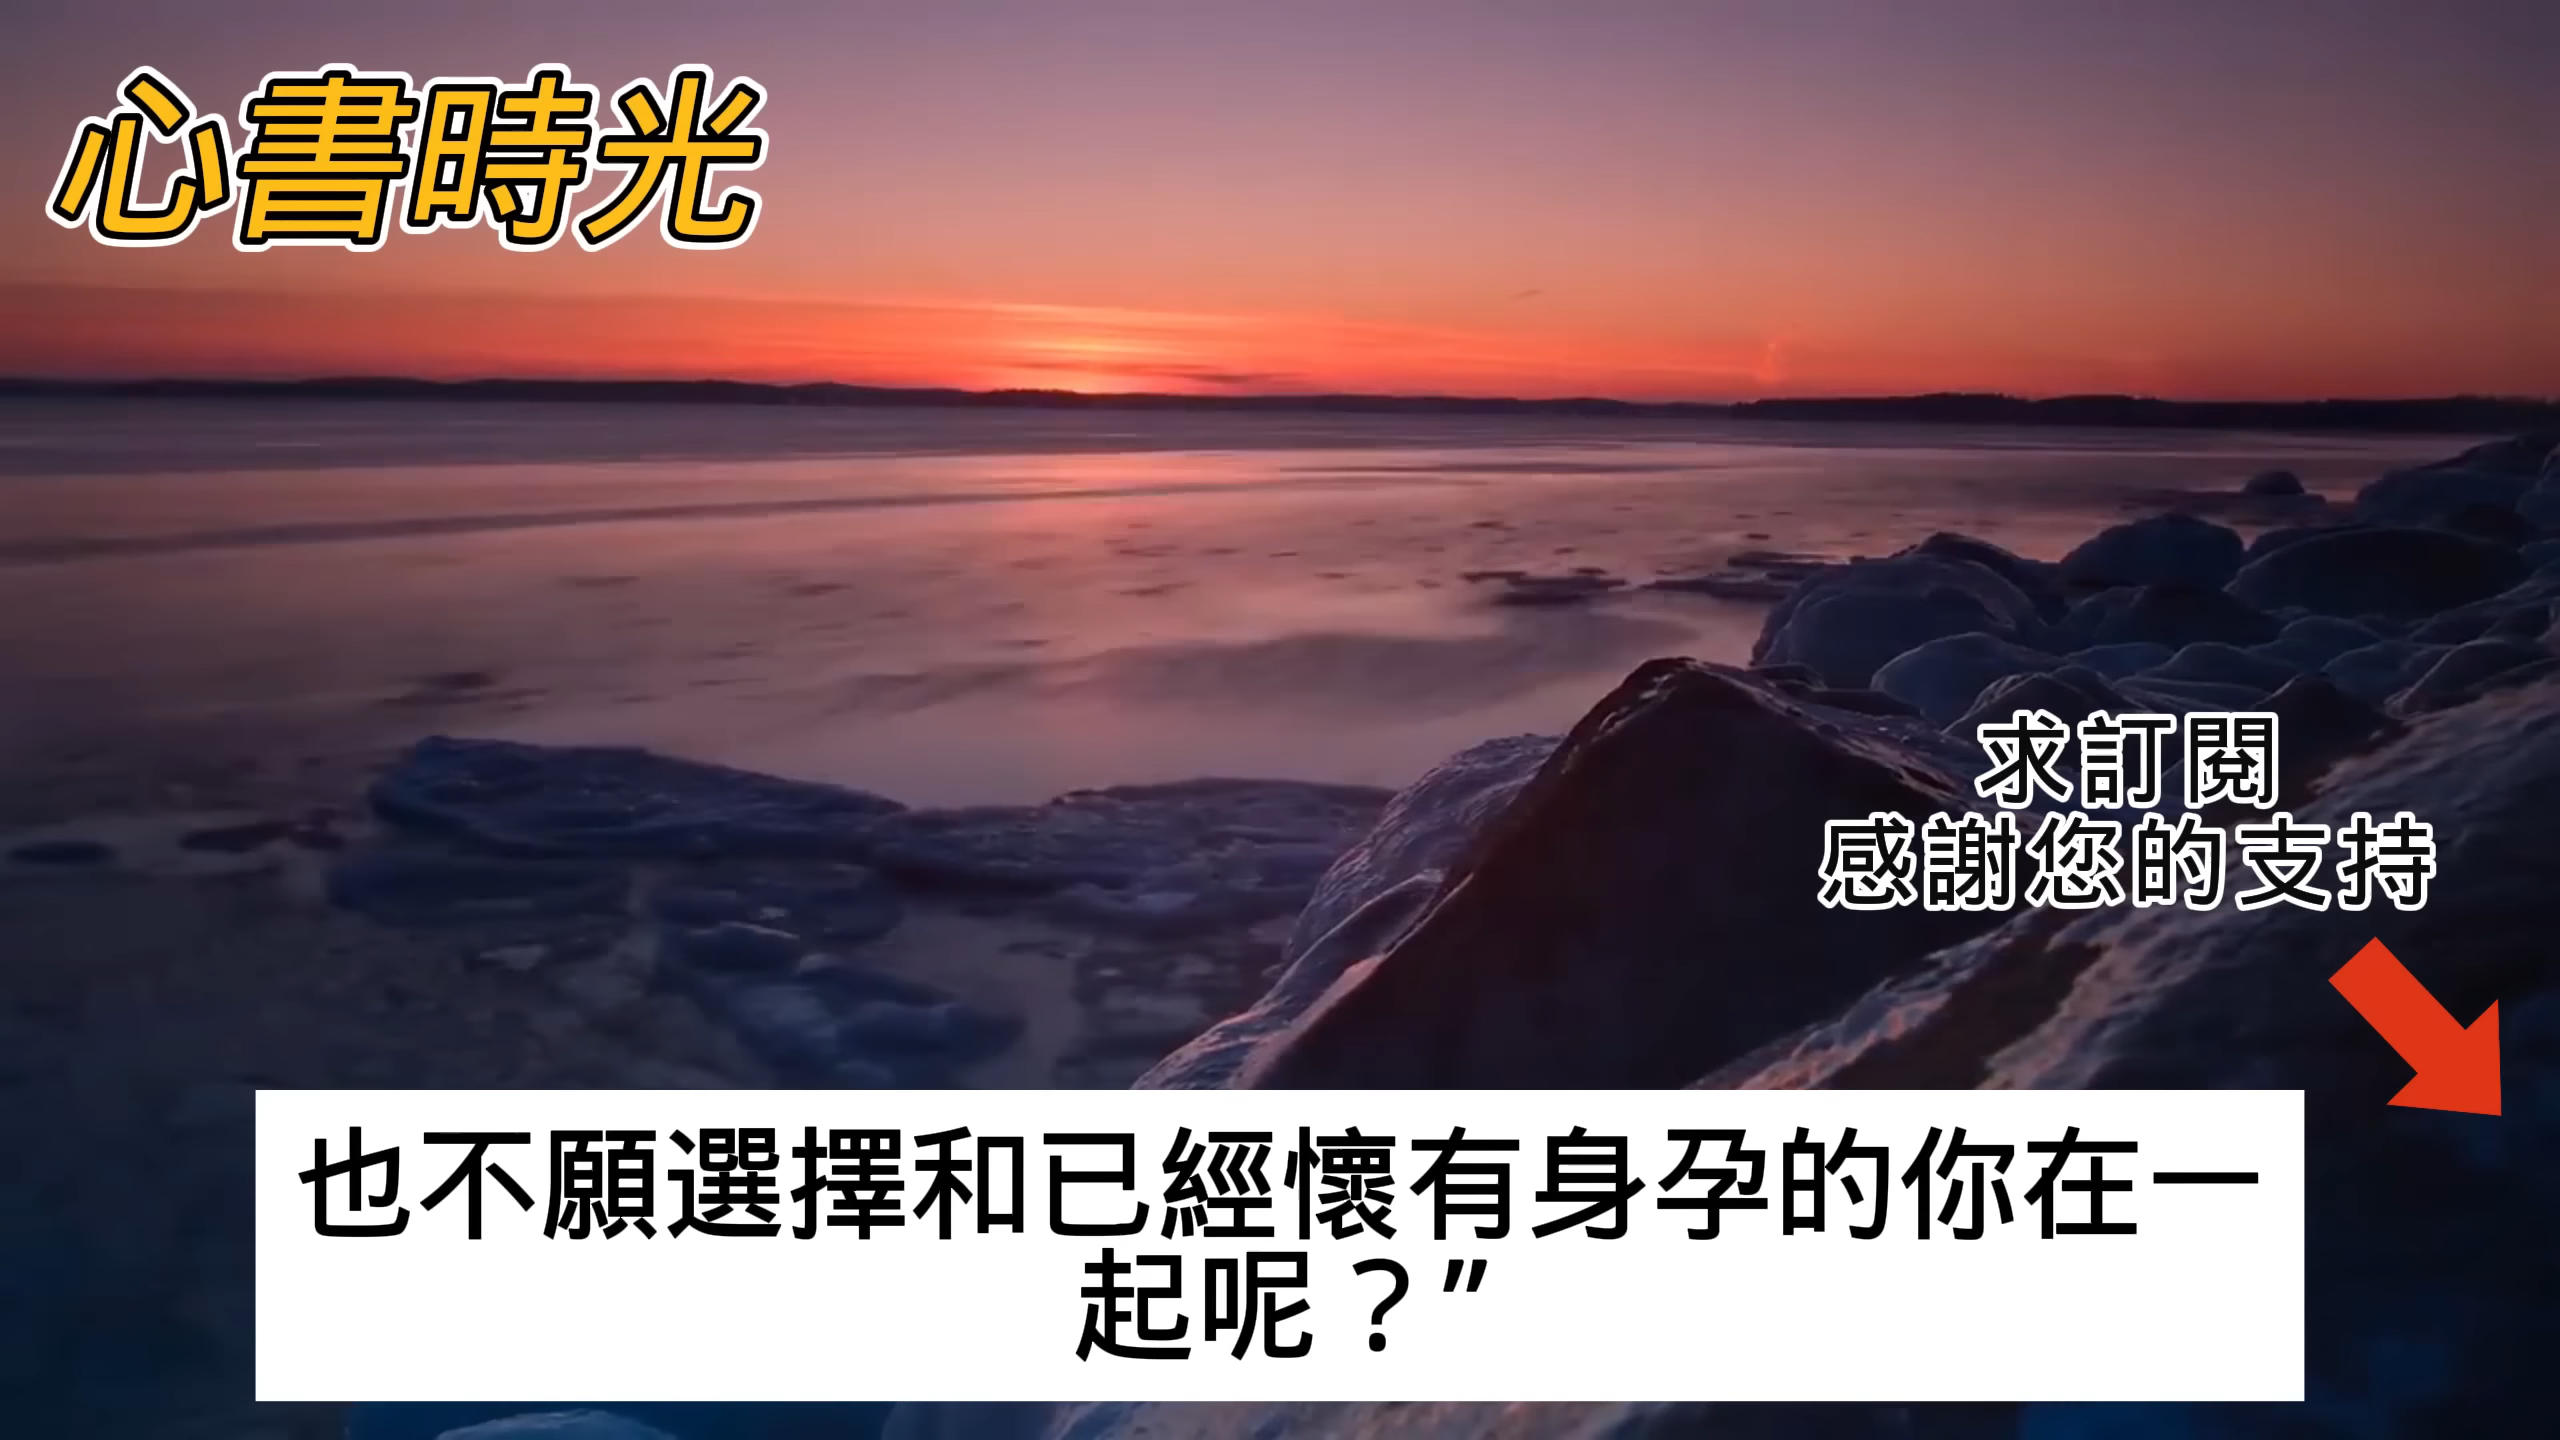 心書時光
求訂閱
感謝您的支持
也不願選擇和已經懷有身孕的你在一
起呢？”